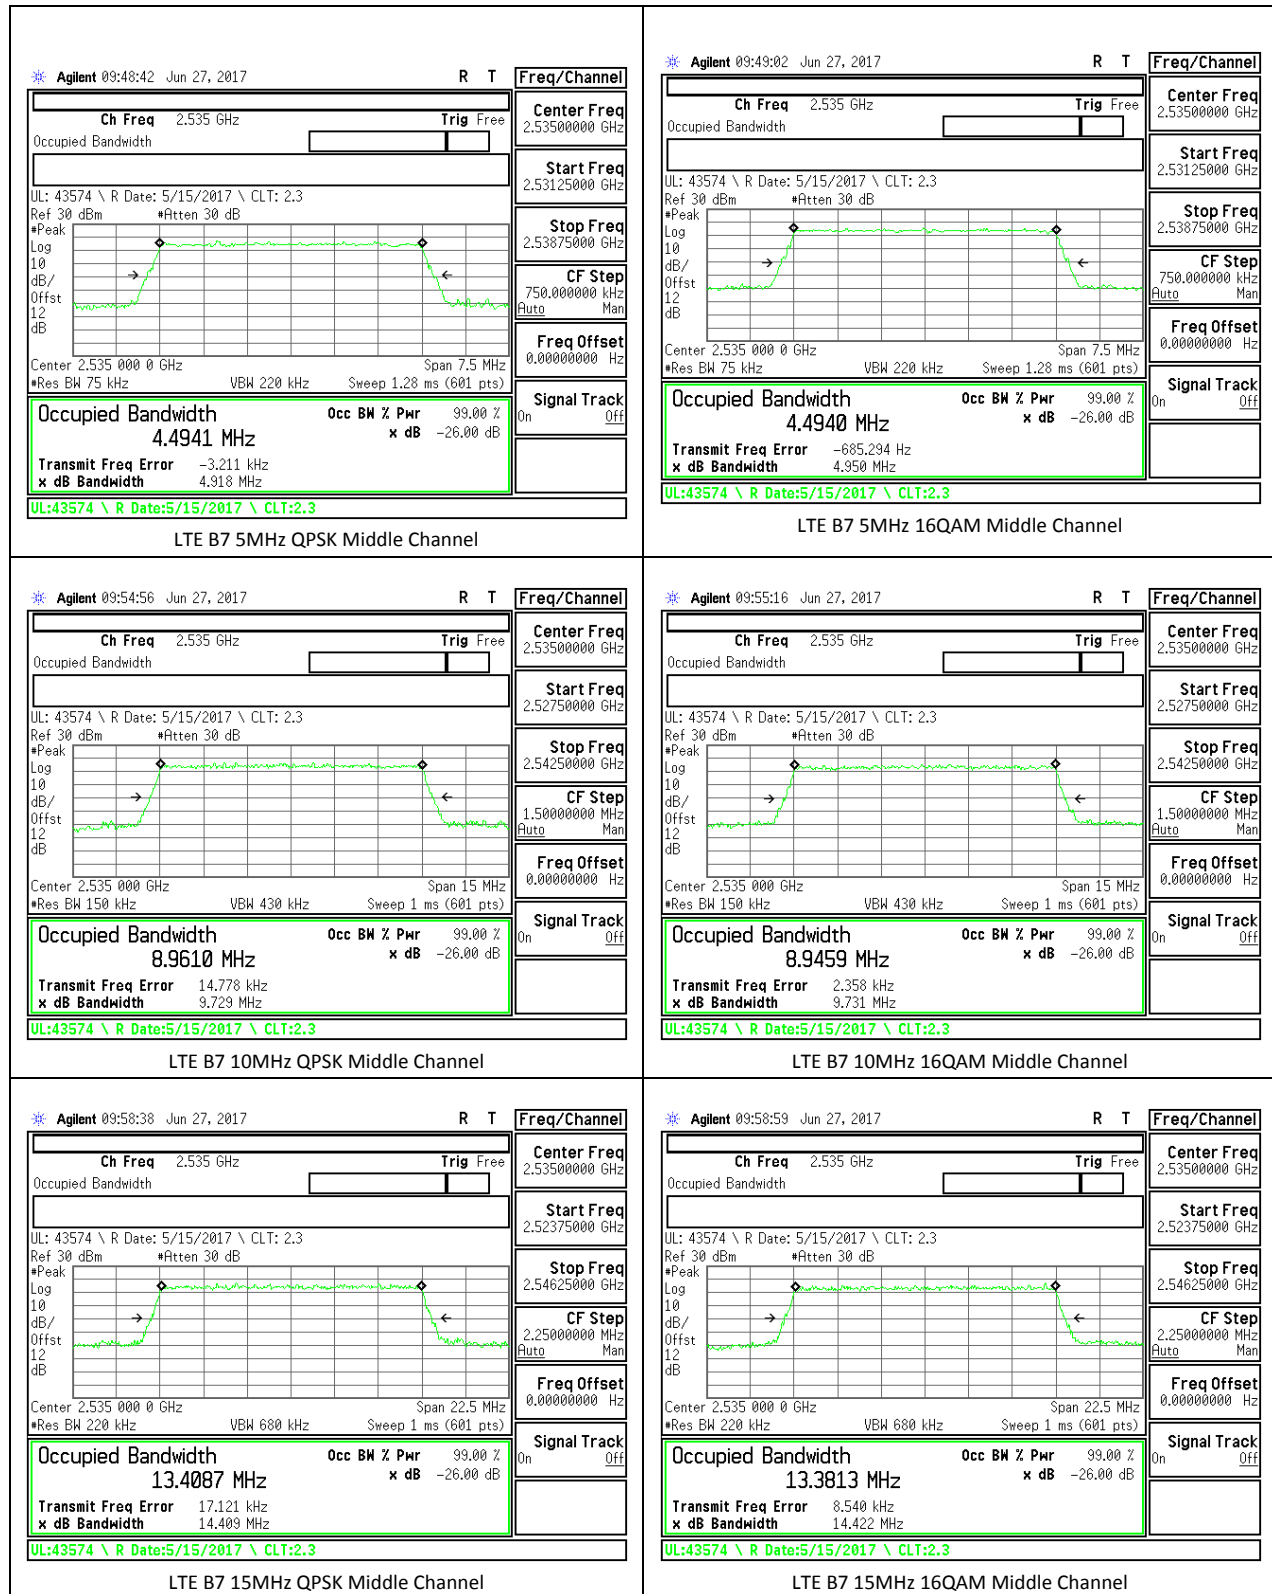 Agilent 09:48:42 Jun 27, 2017 R T Freq/Channel
Ch Freq 2.535 GHz Trig Free
Occupied Bandwidth
Center Freq
2.53500000 GHz
Start Freq
2.53125000 GHz
Stop Freq
2.53875000 GHz
CF Step
750.000000 kHz
Auto Man
Freq Offset
0.00000000 Hz
Signal Track
On Off
UL: 43574 \ R Date: 5/15/2017 \ CLT: 2.3
Ref 30 dBm #Atten 30 dB
#Peak
Log
10
dB/
Offst
12
dB
Center 2.535 000 0 GHz Span 7.5 MHz
#Res BW 75 kHz VBW 220 kHz Sweep 1.28 ms (601 pts)
Occupied Bandwidth Occ BW % Pwr 99.00 %
4.4941 MHz x dB -26.00 dB
Transmit Freq Error -3.211 kHz
x dB Bandwidth 4.918 MHz
UL:43574 \ R Date:5/15/2017 \ CLT:2.3
LTE B7 5MHz QPSK Middle Channel
Agilent 09:49:02 Jun 27, 2017 R T Freq/Channel
Ch Freq 2.535 GHz Trig Free
Occupied Bandwidth
Center Freq
2.53500000 GHz
Start Freq
2.53125000 GHz
Stop Freq
2.53875000 GHz
CF Step
750.000000 kHz
Auto Man
Freq Offset
0.00000000 Hz
Signal Track
On Off
UL: 43574 \ R Date: 5/15/2017 \ CLT: 2.3
Ref 30 dBm #Atten 30 dB
#Peak
Log
10
dB/
Offst
12
dB
Center 2.535 000 0 GHz Span 7.5 MHz
#Res BW 75 kHz VBW 220 kHz Sweep 1.28 ms (601 pts)
Occupied Bandwidth Occ BW % Pwr 99.00 %
4.4940 MHz x dB -26.00 dB
Transmit Freq Error -685.294 Hz
x dB Bandwidth 4.950 MHz
UL:43574 \ R Date:5/15/2017 \ CLT:2.3
LTE B7 5MHz 16QAM Middle Channel
Agilent 09:54:56 Jun 27, 2017 R T Freq/Channel
Ch Freq 2.535 GHz Trig Free
Occupied Bandwidth
Center Freq
2.53500000 GHz
Start Freq
2.52750000 GHz
Stop Freq
2.54250000 GHz
CF Step
1.50000000 MHz
Auto Man
Freq Offset
0.00000000 Hz
Signal Track
On Off
UL: 43574 \ R Date: 5/15/2017 \ CLT: 2.3
Ref 30 dBm #Atten 30 dB
#Peak
Log
10
dB/
Offst
12
dB
Center 2.535 000 GHz Span 15 MHz
#Res BW 150 kHz VBW 430 kHz Sweep 1 ms (601 pts)
Occupied Bandwidth Occ BW % Pwr 99.00 %
8.9610 MHz x dB -26.00 dB
Transmit Freq Error 14.778 kHz
x dB Bandwidth 9.729 MHz
UL:43574 \ R Date:5/15/2017 \ CLT:2.3
LTE B7 10MHz QPSK Middle Channel
Agilent 09:55:16 Jun 27, 2017 R T Freq/Channel
Ch Freq 2.535 GHz Trig Free
Occupied Bandwidth
Center Freq
2.53500000 GHz
Start Freq
2.52750000 GHz
Stop Freq
2.54250000 GHz
CF Step
1.50000000 MHz
Auto Man
Freq Offset
0.00000000 Hz
Signal Track
On Off
UL: 43574 \ R Date: 5/15/2017 \ CLT: 2.3
Ref 30 dBm #Atten 30 dB
#Peak
Log
10
dB/
Offst
12
dB
Center 2.535 000 GHz Span 15 MHz
#Res BW 150 kHz VBW 430 kHz Sweep 1 ms (601 pts)
Occupied Bandwidth Occ BW % Pwr 99.00 %
8.9459 MHz x dB -26.00 dB
Transmit Freq Error 2.358 kHz
x dB Bandwidth 9.731 MHz
UL:43574 \ R Date:5/15/2017 \ CLT:2.3
LTE B7 10MHz 16QAM Middle Channel
Agilent 09:58:38 Jun 27, 2017 R T Freq/Channel
Ch Freq 2.535 GHz Trig Free
Occupied Bandwidth
Center Freq
2.53500000 GHz
Start Freq
2.52375000 GHz
Stop Freq
2.54625000 GHz
CF Step
2.25000000 MHz
Auto Man
Freq Offset
0.00000000 Hz
Signal Track
On Off
UL: 43574 \ R Date: 5/15/2017 \ CLT: 2.3
Ref 30 dBm #Atten 30 dB
#Peak
Log
10
dB/
Offst
12
dB
Center 2.535 000 0 GHz Span 22.5 MHz
#Res BW 220 kHz VBW 680 kHz Sweep 1 ms (601 pts)
Occupied Bandwidth Occ BW % Pwr 99.00 %
13.4087 MHz x dB -26.00 dB
Transmit Freq Error 17.121 kHz
x dB Bandwidth 14.409 MHz
UL:43574 \ R Date:5/15/2017 \ CLT:2.3
LTE B7 15MHz QPSK Middle Channel
Agilent 09:58:59 Jun 27, 2017 R T Freq/Channel
Ch Freq 2.535 GHz Trig Free
Occupied Bandwidth
Center Freq
2.53500000 GHz
Start Freq
2.52375000 GHz
Stop Freq
2.54625000 GHz
CF Step
2.25000000 MHz
Auto Man
Freq Offset
0.00000000 Hz
Signal Track
On Off
UL: 43574 \ R Date: 5/15/2017 \ CLT: 2.3
Ref 30 dBm #Atten 30 dB
#Peak
Log
10
dB/
Offst
12
dB
Center 2.535 000 0 GHz Span 22.5 MHz
#Res BW 220 kHz VBW 680 kHz Sweep 1 ms (601 pts)
Occupied Bandwidth Occ BW % Pwr 99.00 %
13.3813 MHz x dB -26.00 dB
Transmit Freq Error 8.540 kHz
x dB Bandwidth 14.422 MHz
UL:43574 \ R Date:5/15/2017 \ CLT:2.3
LTE B7 15MHz 16QAM Middle Channel